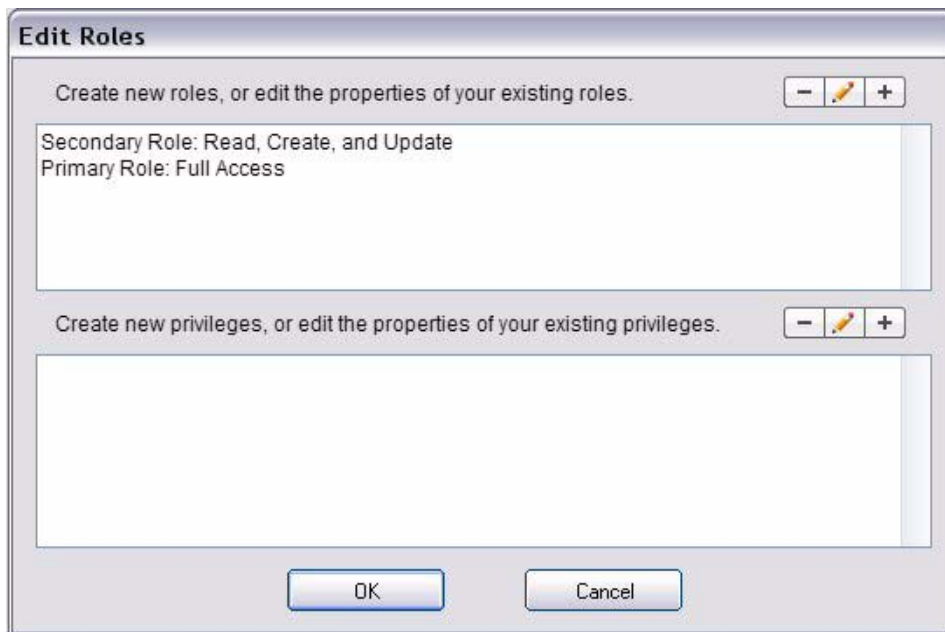 Edit Roles
Create new roles, or edit the properties of your existing roles.
Secondary Role: Read, Create, and Update
Primary Role: Full Access
Create new privileges, or edit the properties of your existing privileges.
OK Cancel